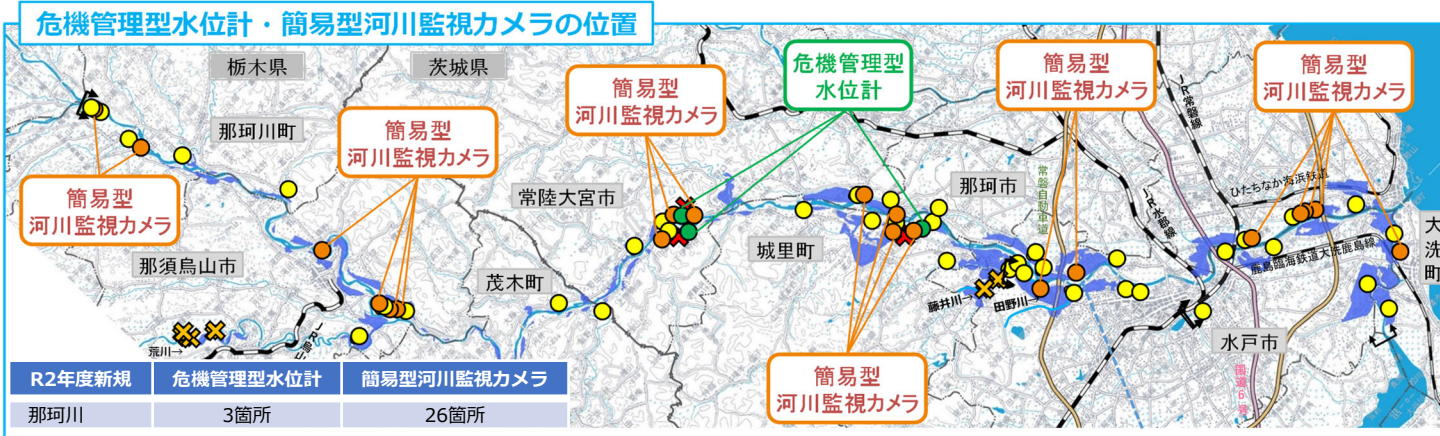 危機管理型水位計・簡易型河川監視カメラの位置
栃木県
茨城県
那珂川町
簡易型
河川監視カメラ
簡易型
河川監視カメラ
那須烏山市
荒川→
簡易型
河川監視カメラ
常陸大宮市
茂木町
危機管理型
水位計
城里町
那珂市
簡易型
河川監視カメラ
常磐自動車道
JR常磐線
JR水郡線
簡易型
河川監視カメラ
ひたちなか海浜鉄道
鹿島臨海鉄道大洗鹿島線
大
洗
町
藤井川→
田野川→
水戸市
国道6号
簡易型
河川監視カメラ
R2年度新規 危機管理型水位計 簡易型河川監視カメラ
那珂川 3箇所 26箇所